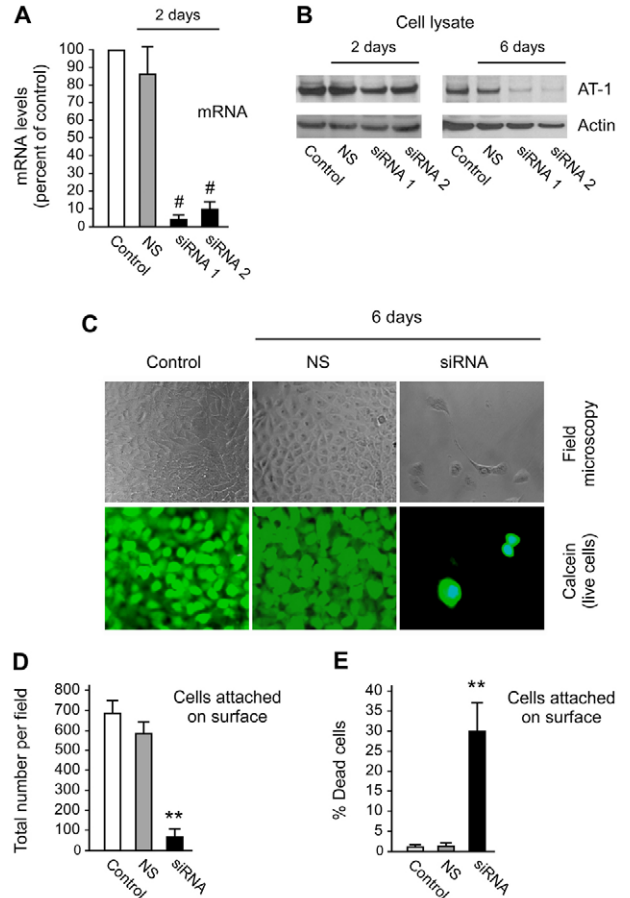 A
2 days
mRNA levels
(percent of control)
100
90
80
70
60
50
40
30
20
10
0
mRNA
#
#
Control
NS
siRNA 1
siRNA 2
B
Cell lysate
2 days
6 days
AT-1
Actin
Control
NS
siRNA 1
siRNA 2
Control
NS
siRNA 1
siRNA 2
C
6 days
Control
NS
siRNA
Field
microscopy
Calcein
(live cells)
D
Total number per field
800
700
600
500
400
300
200
100
0
Cells attached
on surface
**
Control
NS
siRNA
E
% Dead cells
40
35
30
25
20
15
10
5
0
**
Cells attached
on surface
Control
NS
siRNA